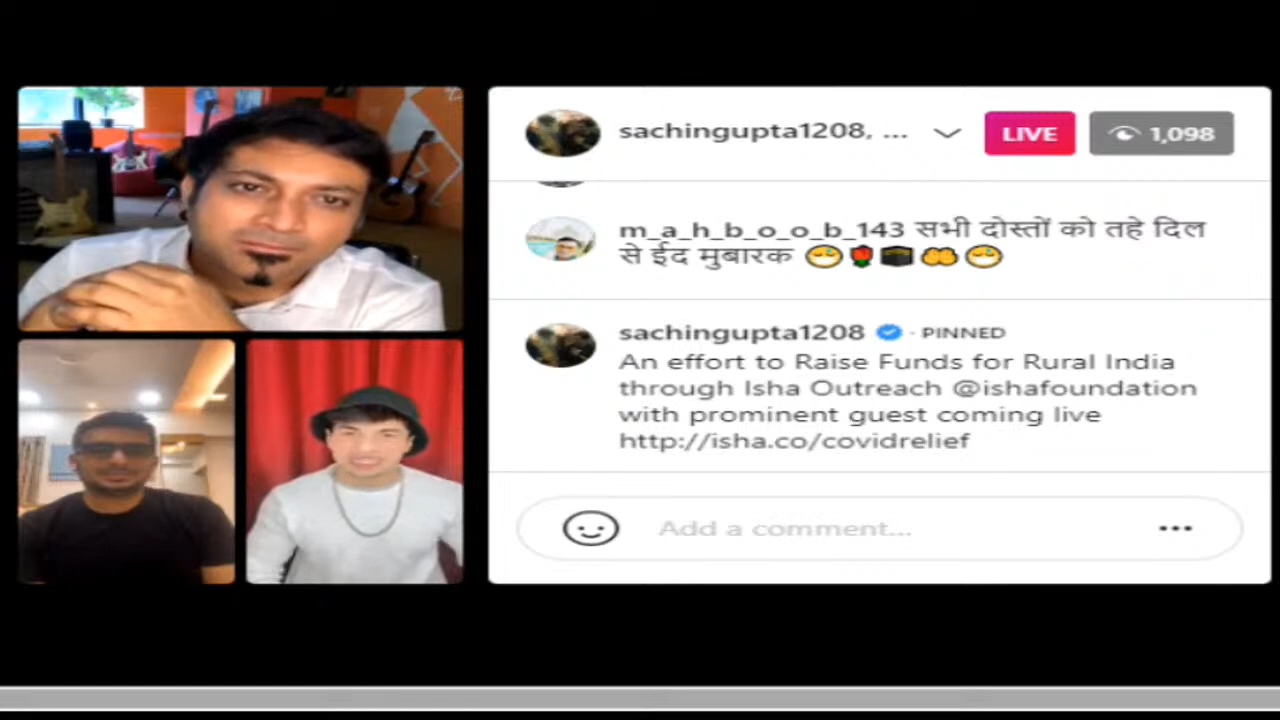 sachingupta1208, ...
LIVE
1,098
m_a_h_b_o_o_b_143 सभी दोस्तों को तहे दिल
से ईद मुबारक 😷🌹🕋🤲😷
sachingupta1208 · PINNED
An effort to Raise Funds for Rural India
through Isha Outreach @ishafoundation
with prominent guest coming live
http://isha.co/covidrelief
Add a comment...